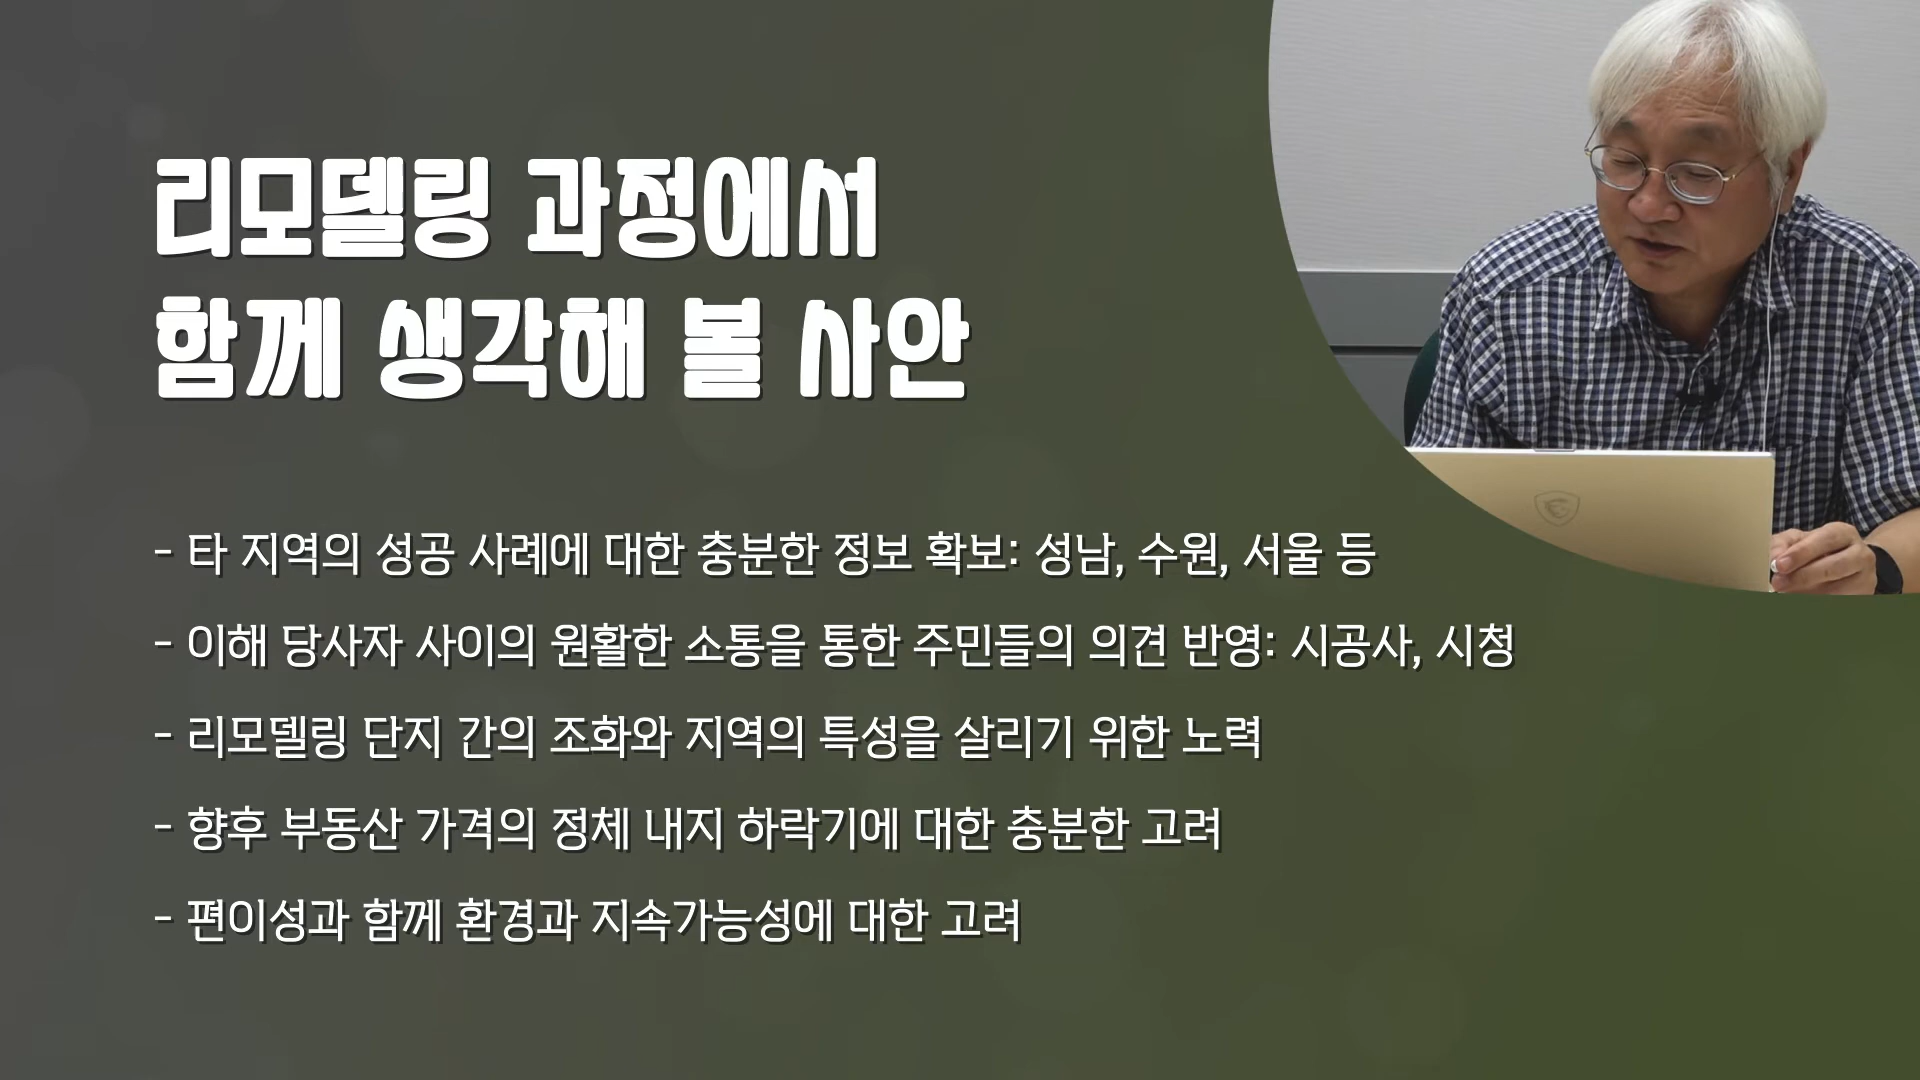 리모델링 과정에서
함께 생각해 볼 사안
- 타 지역의 성공 사례에 대한 충분한 정보 확보: 성남, 수원, 서울 등
- 이해 당사자 사이의 원활한 소통을 통한 주민들의 의견 반영: 시공사, 시청
- 리모델링 단지 간의 조화와 지역의 특성을 살리기 위한 노력
- 향후 부동산 가격의 정체 내지 하락기에 대한 충분한 고려
- 편이성과 함께 환경과 지속가능성에 대한 고려